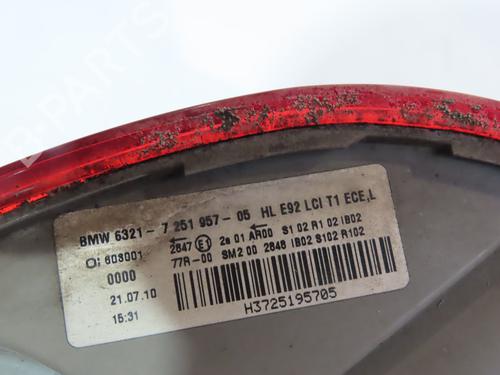 BMW 6321- 7 251 957- 05 HL E92 LCI T1 ECE,L
603001 2847 E1 2a 01 AR00 S1 02 R1 02 IB02
0000 77R-00 SM2 00 2848 IB02 S102 R102
21.07.10
15:31
H3725195705